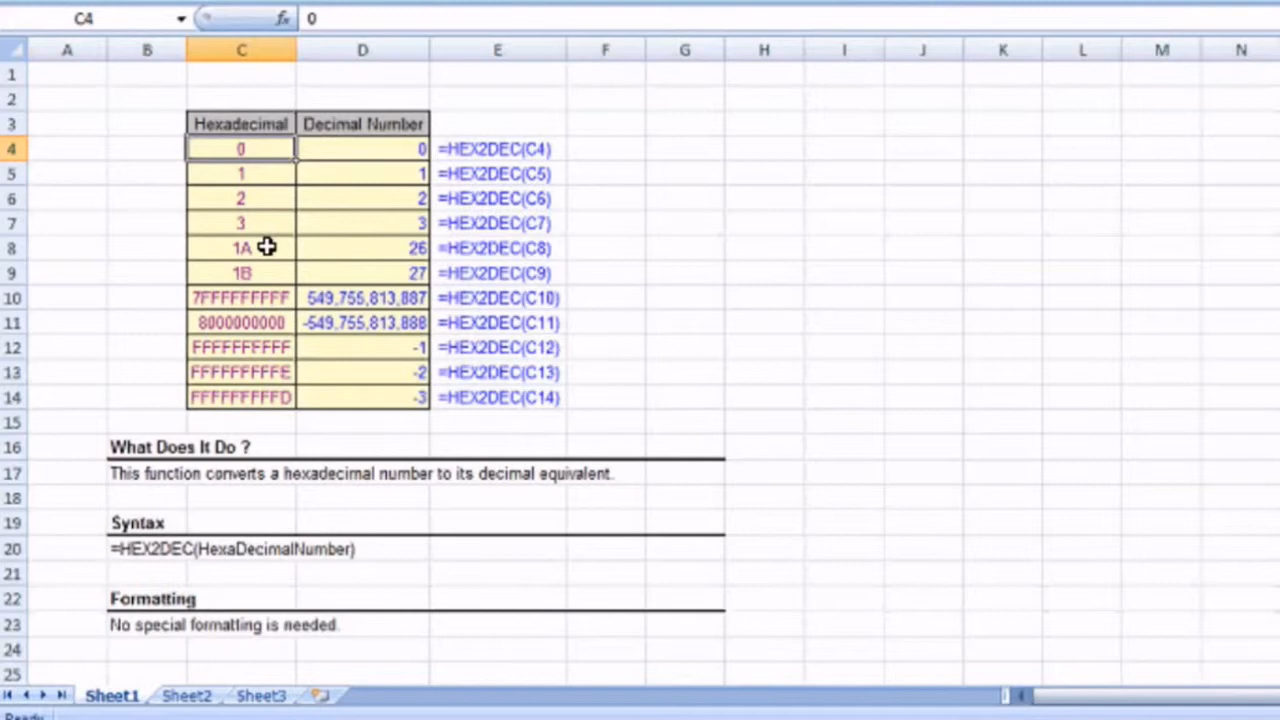 C4 fx 0
A B C D E F G H I J K L M N
1
2
3 Hexadecimal Decimal Number
4 0 0 =HEX2DEC(C4)
5 1 1 =HEX2DEC(C5)
6 2 2 =HEX2DEC(C6)
7 3 3 =HEX2DEC(C7)
8 1A 26 =HEX2DEC(C8)
9 1B 27 =HEX2DEC(C9)
10 7FFFFFFFFF 549,755,813,887 =HEX2DEC(C10)
11 8000000000 -549,755,813,888 =HEX2DEC(C11)
12 FFFFFFFFFF -1 =HEX2DEC(C12)
13 FFFFFFFFFE -2 =HEX2DEC(C13)
14 FFFFFFFFFD -3 =HEX2DEC(C14)
15
16 What Does It Do ?
17 This function converts a hexadecimal number to its decimal equivalent.
18
19 Syntax
20 =HEX2DEC(HexaDecimalNumber)
21
22 Formatting
23 No special formatting is needed.
24
25
Sheet1 Sheet2 Sheet3
Ready